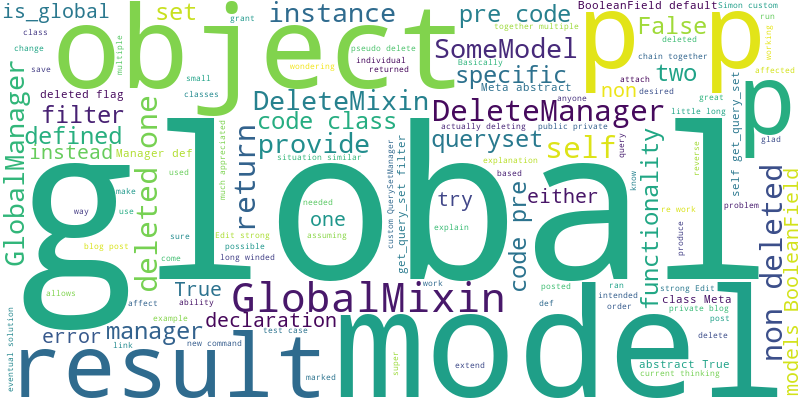 is_global
grant
set
instance
pre code
BooleanField default
Simon custom
class
change
multiple
object
pseudo delete
individual
returned
SomeModel
Basically
together multiple
False
deleted
run
working
p
p
save
small
wondering
specific
Meta abstract
chain together
two
affected
GlobalManager
deleted flag
classes
DeleteMixin
DeleteManager
non
attach
desired
p
filter
deleted one
code class
anyone
great
defined
Manager def
much appreciated
return
provide
actually deleting
public private
little long
self get_query_set
instead
situation similar
custom QuerySetManager
get_query_set filter
queryset
self
query
functionality
reverse
glad
used
needed
explanation
based
global
make
one
try
either
know
re work
problem
way
use
explain
code pre
produce
non deleted
models BooleanField
blog post
sure
Edit strong
possible
assuming
allows
come
long winded
work
ran
posted
intended
strong Edit
eventual solution
affect
True
ability
GlobalMixin
def
order
class Meta
private blog
post
example
declaration
error
manager
link
new command
test case
super
model
delete
result
marked
extend
abstract True
current thinking